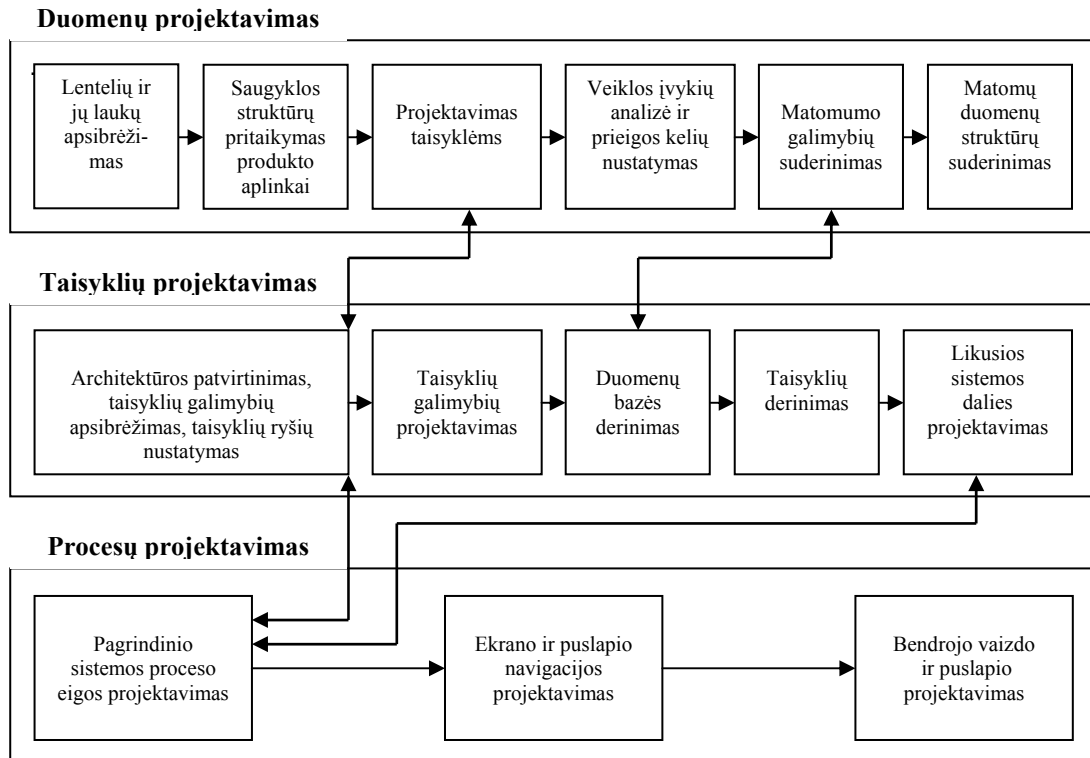 Duomenų projektavimas
Lentelių ir
jų laukų
apsibrėži-
mas
Saugyklos
struktūrų
pritaikymas
produkto
aplinkai
Projektavimas
taisyklėms
Veiklos įvykių
analizė ir
prieigos kelių
nustatymas
Matomumo
galimybių
suderinimas
Matomų
duomenų
struktūrų
suderinimas
Taisyklių projektavimas
Architektūros patvirtinimas,
taisyklių galimybių
apsibrėžimas, taisyklių ryšių
nustatymas
Taisyklių
galimybių
projektavimas
Duomenų
bazės
derinimas
Taisyklių
derinimas
Likusios
sistemos
dalies
projektavimas
Procesų projektavimas
Pagrindinio
sistemos proceso
eigos projektavimas
Ekrano ir puslapio
navigacijos
projektavimas
Bendrojo vaizdo
ir puslapio
projektavimas